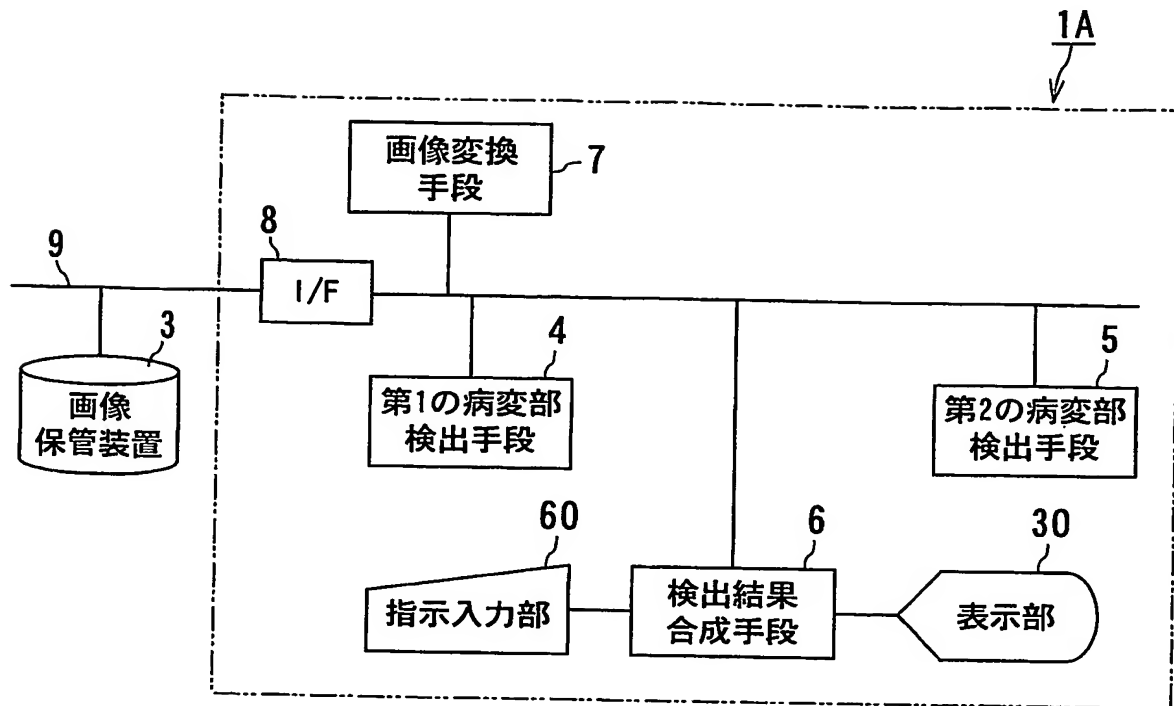 1A
画像変換
手段
7
8
I/F
9
3
画像
保管装置
4
第1の病変部
検出手段
5
第2の病変部
検出手段
60
指示入力部
6
検出結果
合成手段
30
表示部